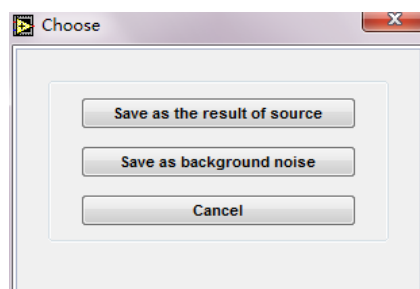 Choose
Save as the result of source
Save as background noise
Cancel